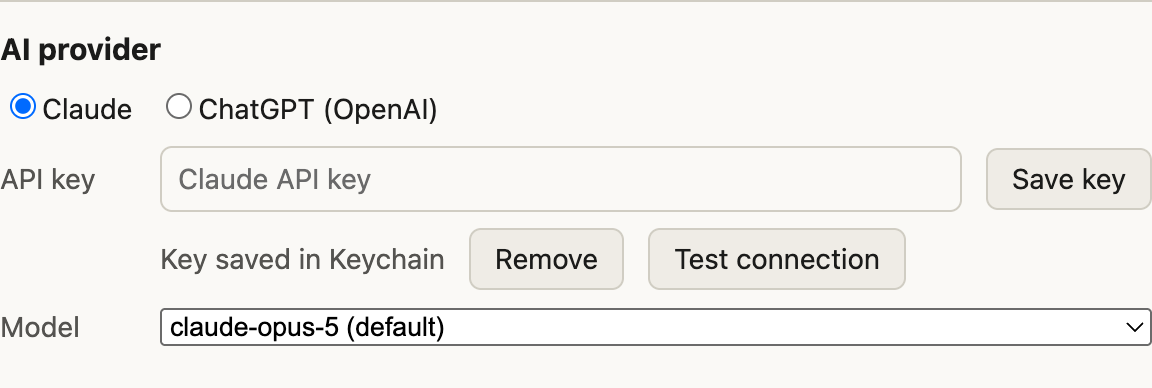 AI provider
Claude ChatGPT (OpenAI)
API key Claude API key Save key
Key saved in Keychain Remove Test connection
Model claude-opus-5 (default)